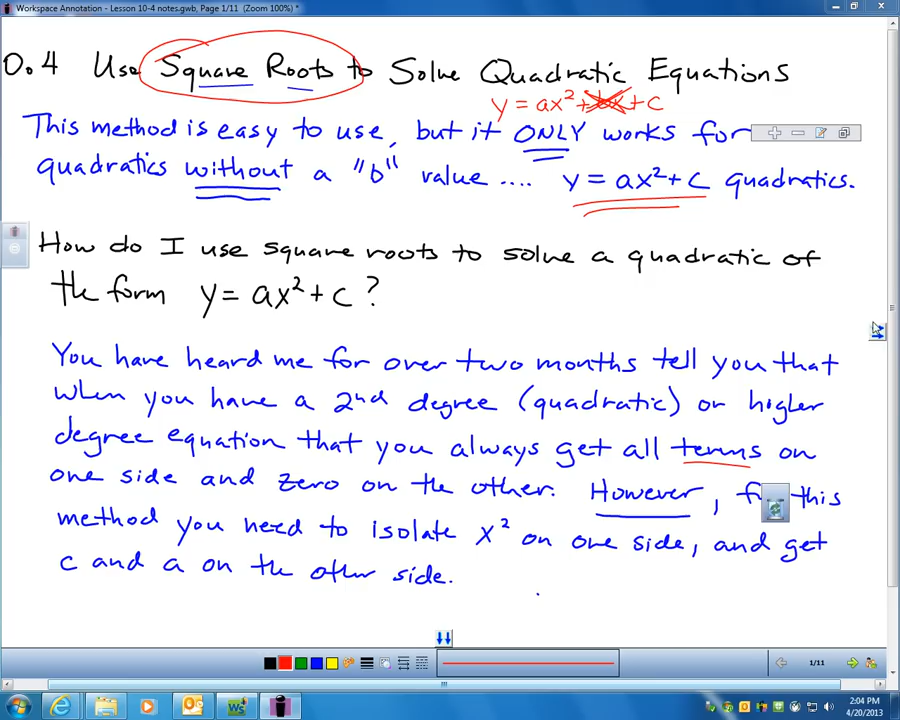 Workspace Annotation - Lesson 10-4 notes.gwb, Page 1/11 (Zoom 100%) *
0.4 Use Square Roots to Solve Quadratic Equations
y = ax²+bx+c
This method is easy to use, but it ONLY works for
quadratics without a "b" value .... y = ax²+c quadratics.
How do I use square roots to solve a quadratic of
the form y = ax²+c?
You have heard me for over two months tell you that
when you have a 2nd degree (quadratic) or higher
degree equation that you always get all terms on
one side and zero on the other. However, f this
method you need to isolate x² on one side, and get
c and a on the other side.
1/11
2:04 PM
4/20/2013